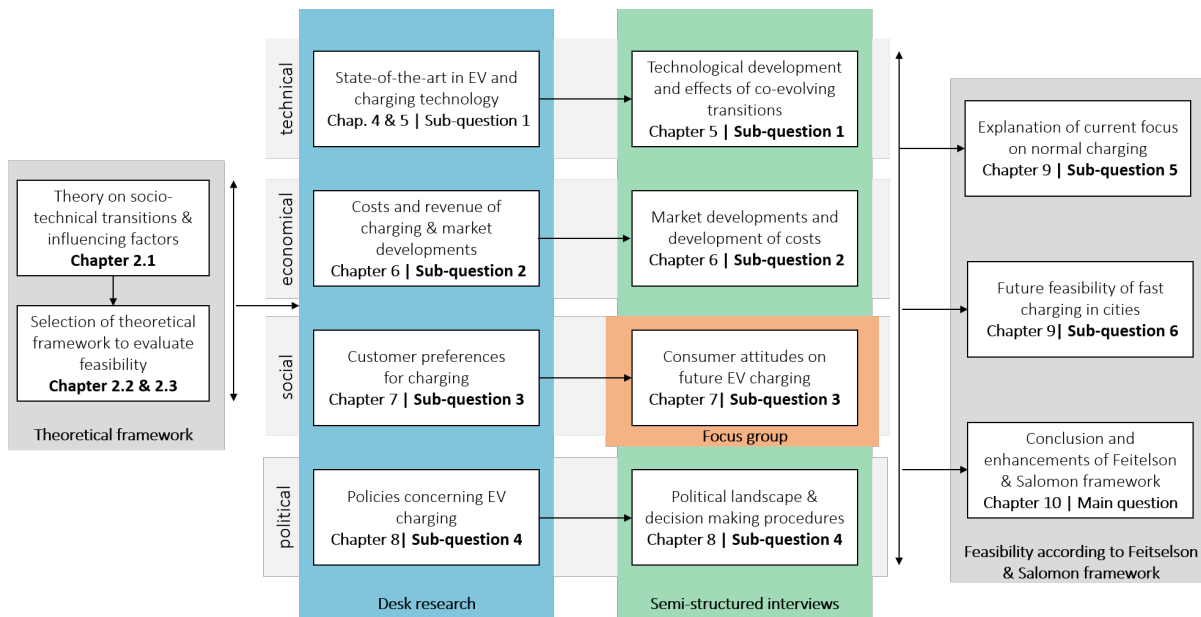 Theory on socio-
technical transitions &
influencing factors
Chapter 2.1
Selection of theoretical
framework to evaluate
feasibility
Chapter 2.2 & 2.3
Theoretical framework
technical
economical
social
political
State-of-the-art in EV and
charging technology
Chap. 4 & 5 | Sub-question 1
Costs and revenue of
charging & market
developments
Chapter 6 | Sub-question 2
Customer preferences
for charging
Chapter 7 | Sub-question 3
Policies concerning EV
charging
Chapter 8| Sub-question 4
Desk research
Technological development
and effects of co-evolving
transitions
Chapter 5 | Sub-question 1
Market developments and
development of costs
Chapter 6 | Sub-question 2
Consumer attitudes on
future EV charging
Chapter 7| Sub-question 3
Focus group
Political landscape &
decision making procedures
Chapter 8 | Sub-question 4
Semi-structured interviews
Explanation of current focus
on normal charging
Chapter 9 | Sub-question 5
Future feasibility of fast
charging in cities
Chapter 9| Sub-question 6
Conclusion and
enhancements of Feitelson
& Salomon framework
Chapter 10 | Main question
Feasibility according to Feitselson
& Salomon framework